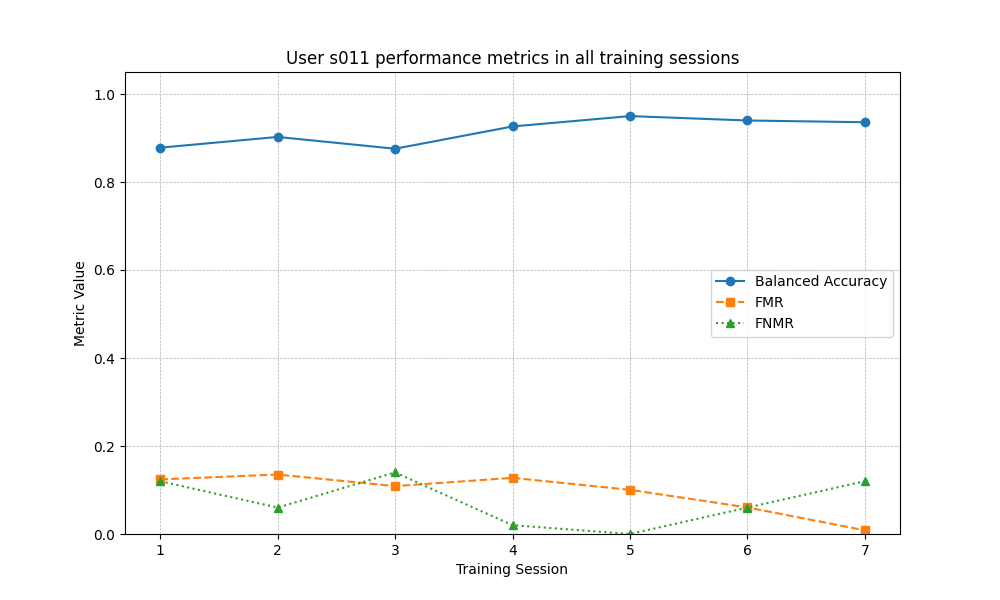 User s011 performance metrics in all training sessions
1.0
0.8
0.6
0.4
0.2
0.0
Metric Value
Balanced Accuracy
FMR
FNMR
1 2 3 4 5 6 7
Training Session